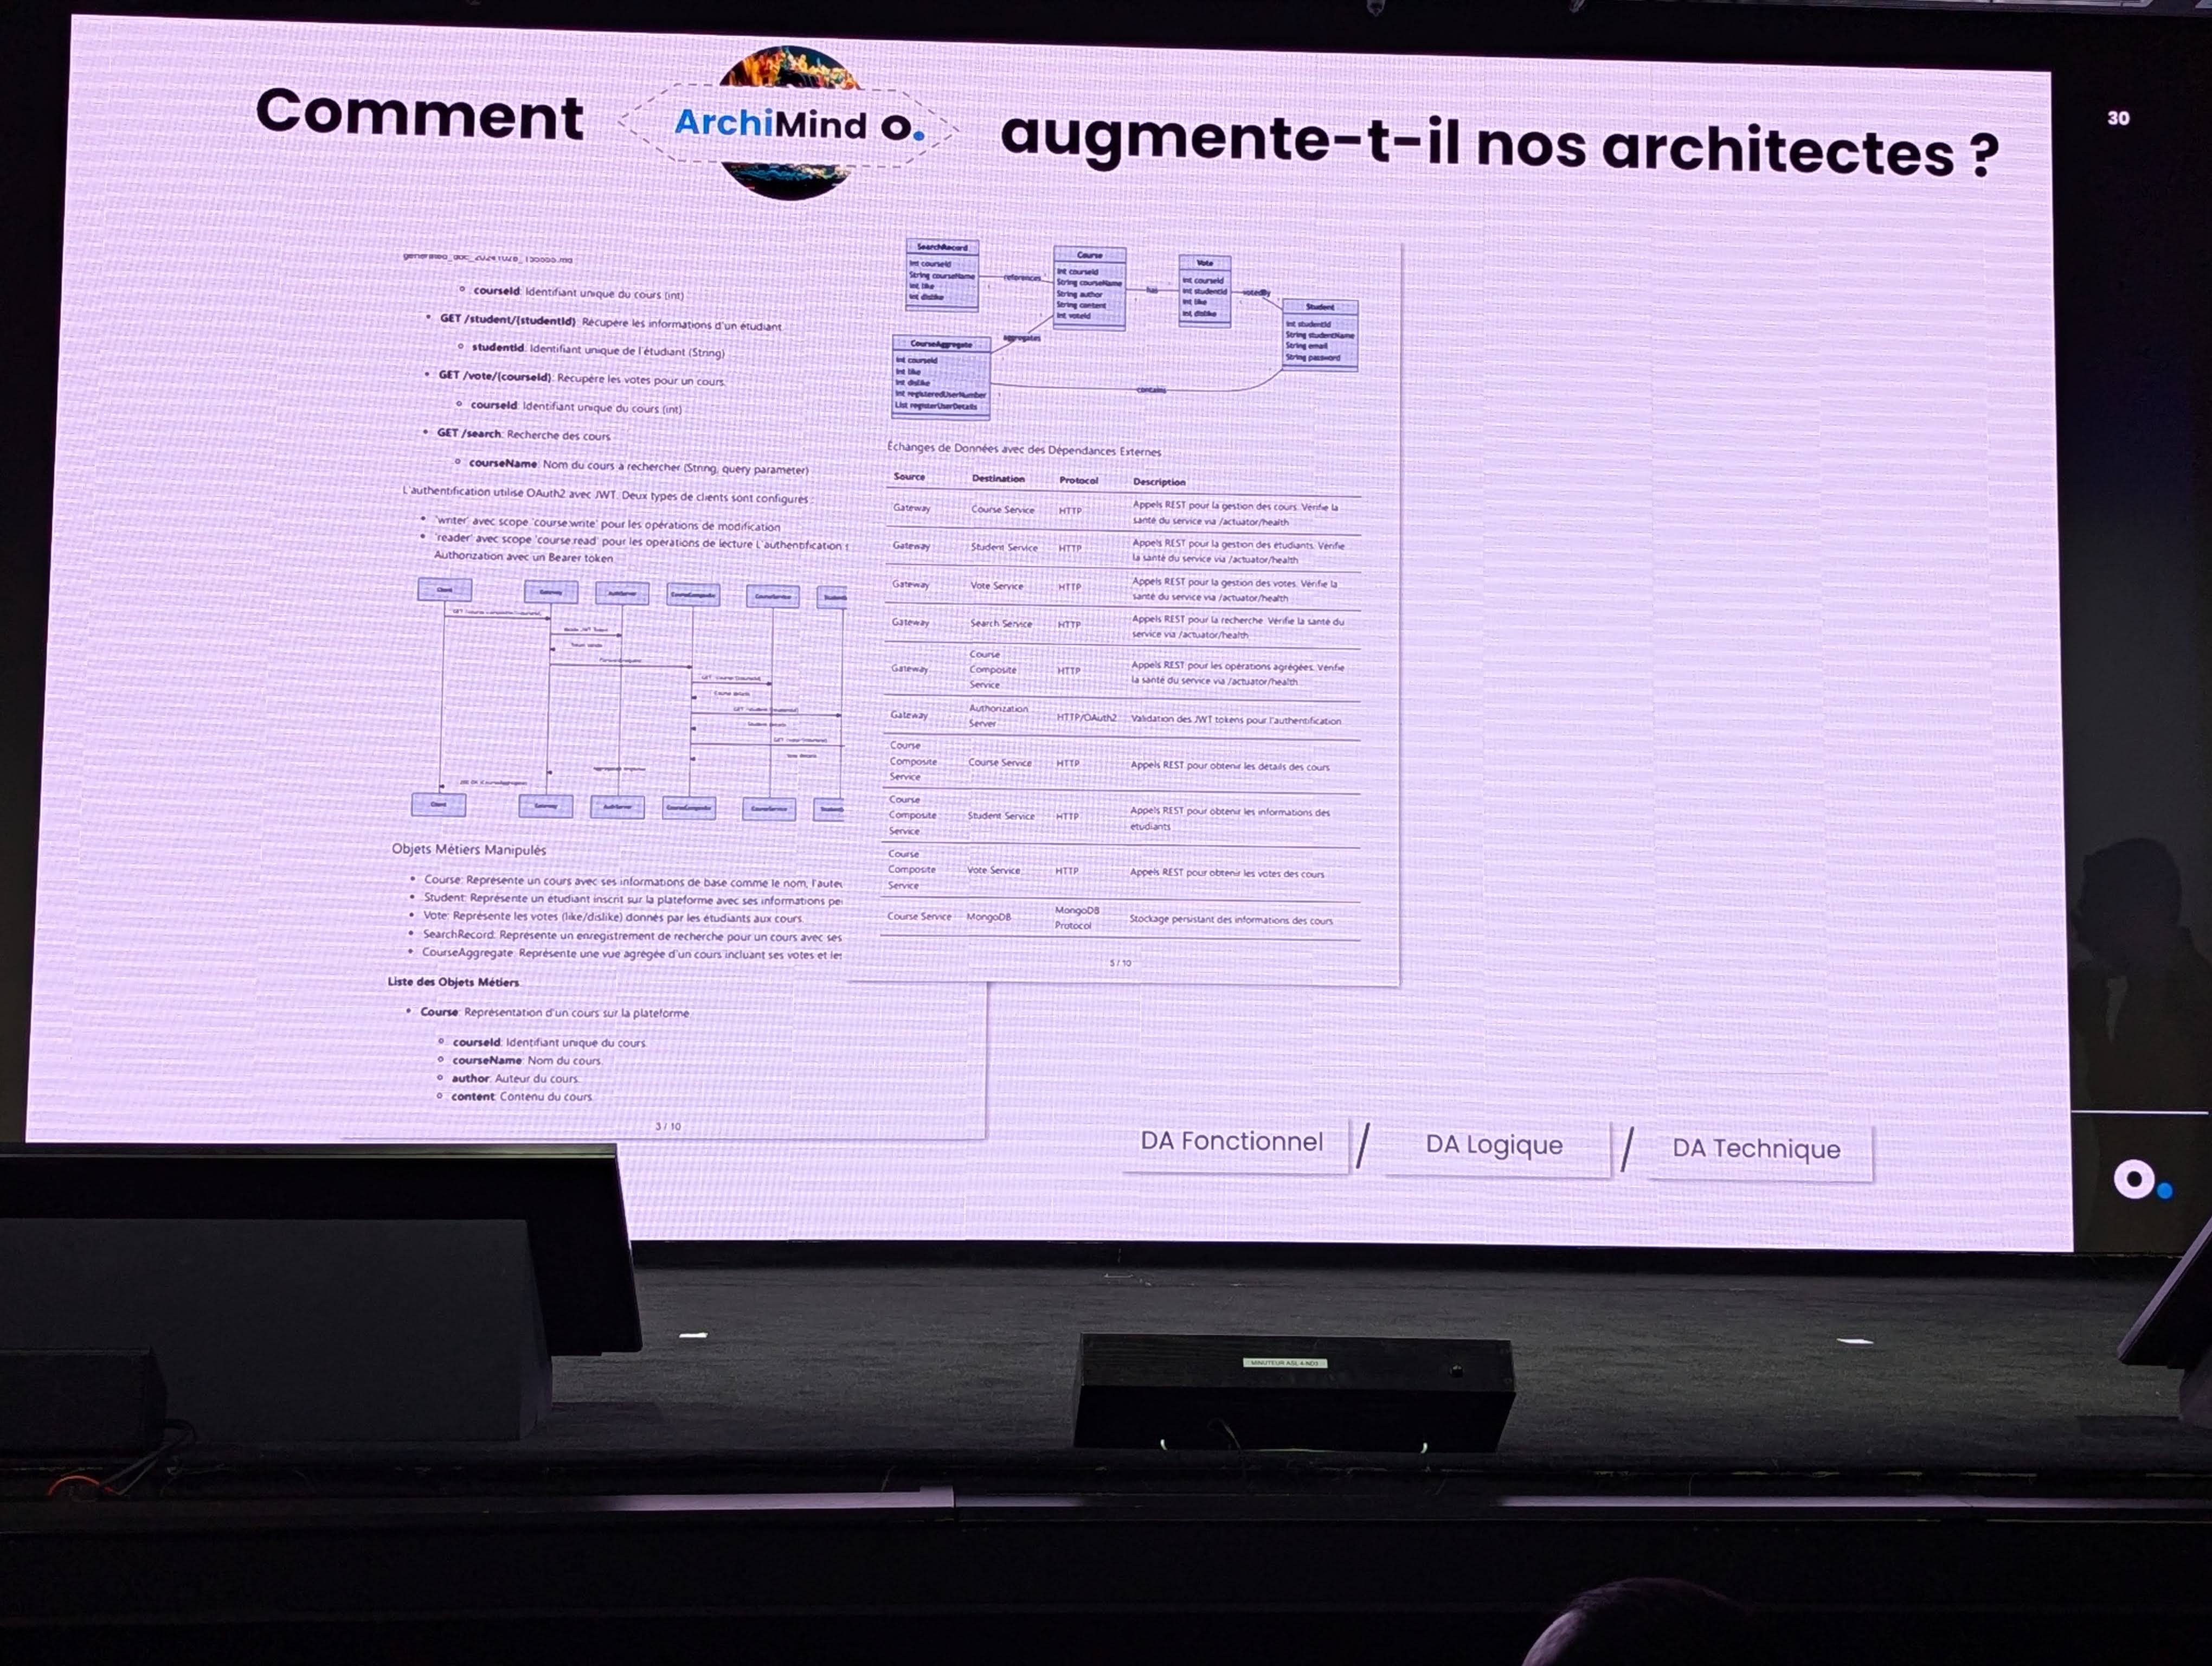 Comment ArchiMind O. augmente-t-il nos architectes ?
30
courseId: Identifiant unique du cours (int)
GET /student/{studentId}: Récupère les informations d'un étudiant
studentId: Identifiant unique de l'étudiant (String)
GET /vote/{courseId}: Récupère les votes pour un cours
courseId: Identifiant unique du cours (int)
GET /search: Recherche des cours
courseName: Nom du cours à rechercher (String, query parameter)
L'authentification utilise OAuth2 avec JWT. Deux types de clients sont configurés :
'writer' avec scope 'course:write' pour les opérations de modification
'reader' avec scope 'course:read' pour les opérations de lecture L'authentification
Authorization avec un Bearer token
Client Gateway AuthServer CourseComposite CourseService
Client Gateway AuthServer CourseComposite CourseService
Objets Métiers Manipulés
Course: Représente un cours avec ses informations de base comme le nom, l'auteu
Student: Représente un étudiant inscrit sur la plateforme avec ses informations pe
Vote: Représente les votes (like/dislike) donnés par les étudiants aux cours.
SearchRecord: Représente un enregistrement de recherche pour un cours avec ses
CourseAggregate: Représente une vue agrégée d'un cours incluant ses votes et le
Liste des Objets Métiers
Course: Représentation d'un cours sur la plateforme
courseId: Identifiant unique du cours.
courseName: Nom du cours.
author: Auteur du cours.
content: Contenu du cours.
3 / 10
SearchRecord
Int courseId
String courseName
Int like
Int dislike
references
Course
Int courseId
String courseName
String author
String content
Int voteId
has
Vote
Int courseId
Int studentId
Int like
Int dislike
votedBy
Student
Int studentId
String studentName
String email
String password
CourseAggregate
Int courseId
Int like
Int dislike
Int registeredUserNumber
List registerUserDetails
aggregates
contains
Échanges de Données avec des Dépendances Externes
Source Destination Protocol Description
Gateway Course Service HTTP Appels REST pour la gestion des cours. Vérifie la
santé du service via /actuator/health
Gateway Student Service HTTP Appels REST pour la gestion des étudiants. Vérifie
la santé du service via /actuator/health
Gateway Vote Service HTTP Appels REST pour la gestion des votes. Vérifie la
santé du service via /actuator/health
Gateway Search Service HTTP Appels REST pour la recherche. Vérifie la santé du
service via /actuator/health
Gateway Course Composite Service HTTP Appels REST pour les opérations agrégées. Vérifie
la santé du service via /actuator/health
Gateway Authorization Server HTTP/OAuth2 Validation des JWT tokens pour l'authentification
Course Composite Service Course Service HTTP Appels REST pour obtenir les détails des cours
Course Composite Service Student Service HTTP Appels REST pour obtenir les informations des
étudiants
Course Composite Service Vote Service HTTP Appels REST pour obtenir les votes des cours
Course Service MongoDB MongoDB Protocol Stockage persistant des informations des cours
5 / 10
DA Fonctionnel / DA Logique / DA Technique
O.